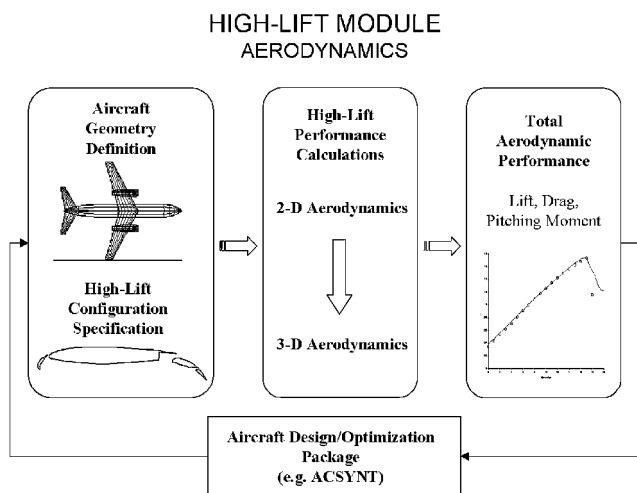 HIGH-LIFT MODULE
AERODYNAMICS
Aircraft
Geometry
Definition
High-Lift
Configuration
Specification
High-Lift
Performance
Calculations
2-D Aerodynamics
3-D Aerodynamics
Total
Aerodynamic
Performance
Lift, Drag,
Pitching Moment
Aircraft Design/Optimization
Package
(e.g. ACSYNT)